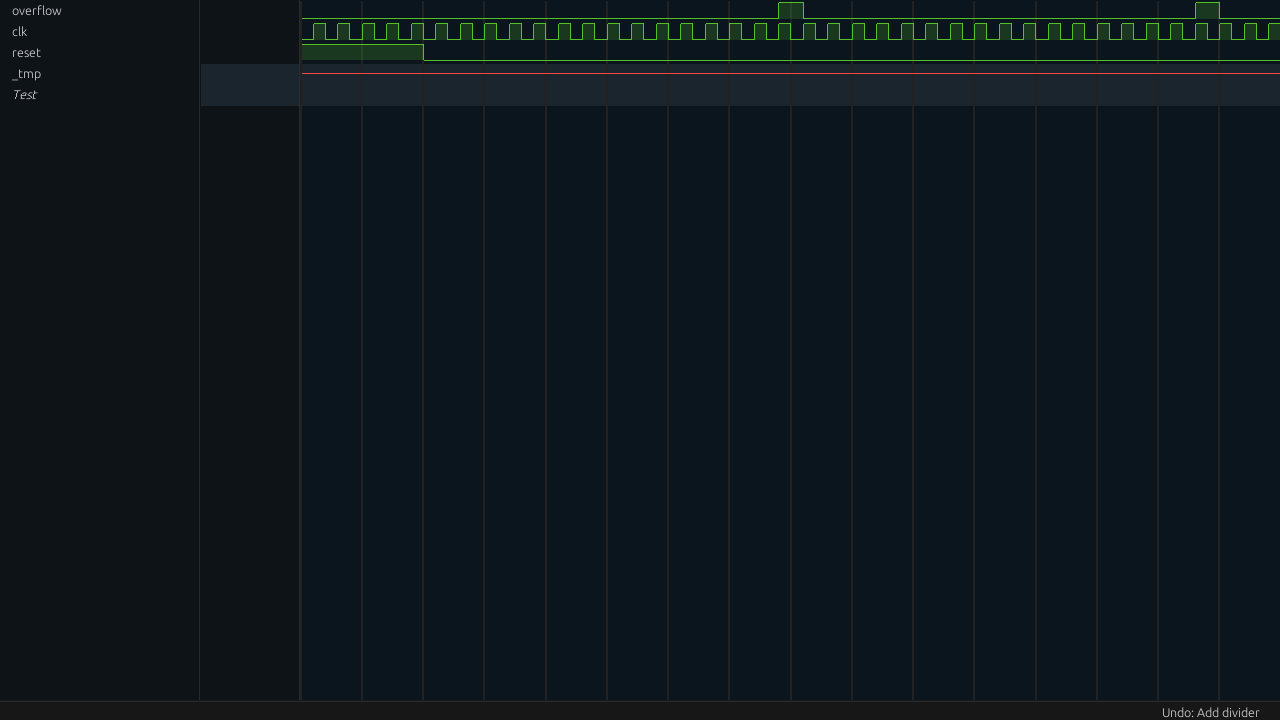 overflow
clk
reset
_tmp
Test
Undo: Add divider